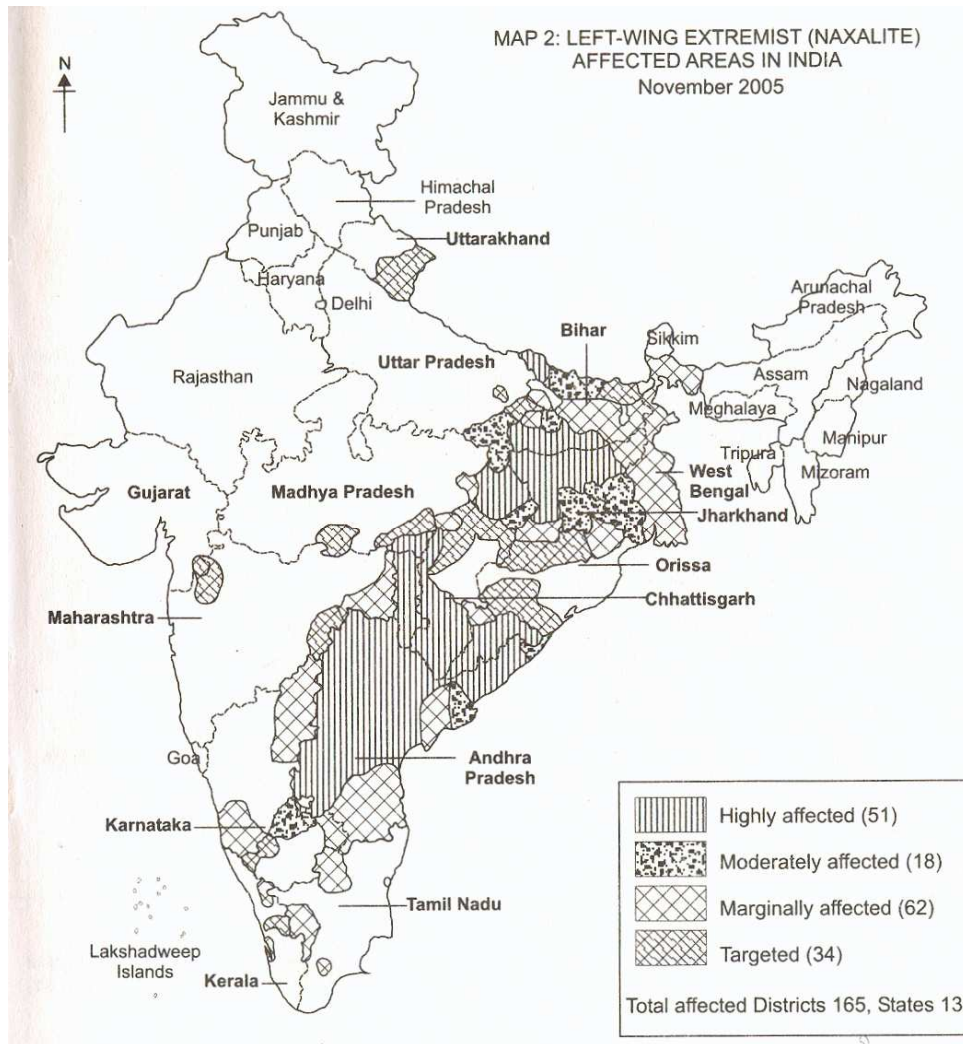 MAP 2: LEFT-WING EXTREMIST (NAXALITE)
AFFECTED AREAS IN INDIA
November 2005
N
Jammu &
Kashmir
Himachal
Pradesh
Punjab
Uttarakhand
Haryana
Delhi
Arunachal
Pradesh
Bihar
Sikkim
Uttar Pradesh
Rajasthan
Assam
Nagaland
Meghalaya
Manipur
Tripura
Mizoram
West
Bengal
Gujarat
Madhya Pradesh
Jharkhand
Orissa
Chhattisgarh
Maharashtra
Goa
Andhra
Pradesh
Karnataka
Tamil Nadu
Lakshadweep
Islands
Kerala
Highly affected (51)
Moderately affected (18)
Marginally affected (62)
Targeted (34)
Total affected Districts 165, States 13